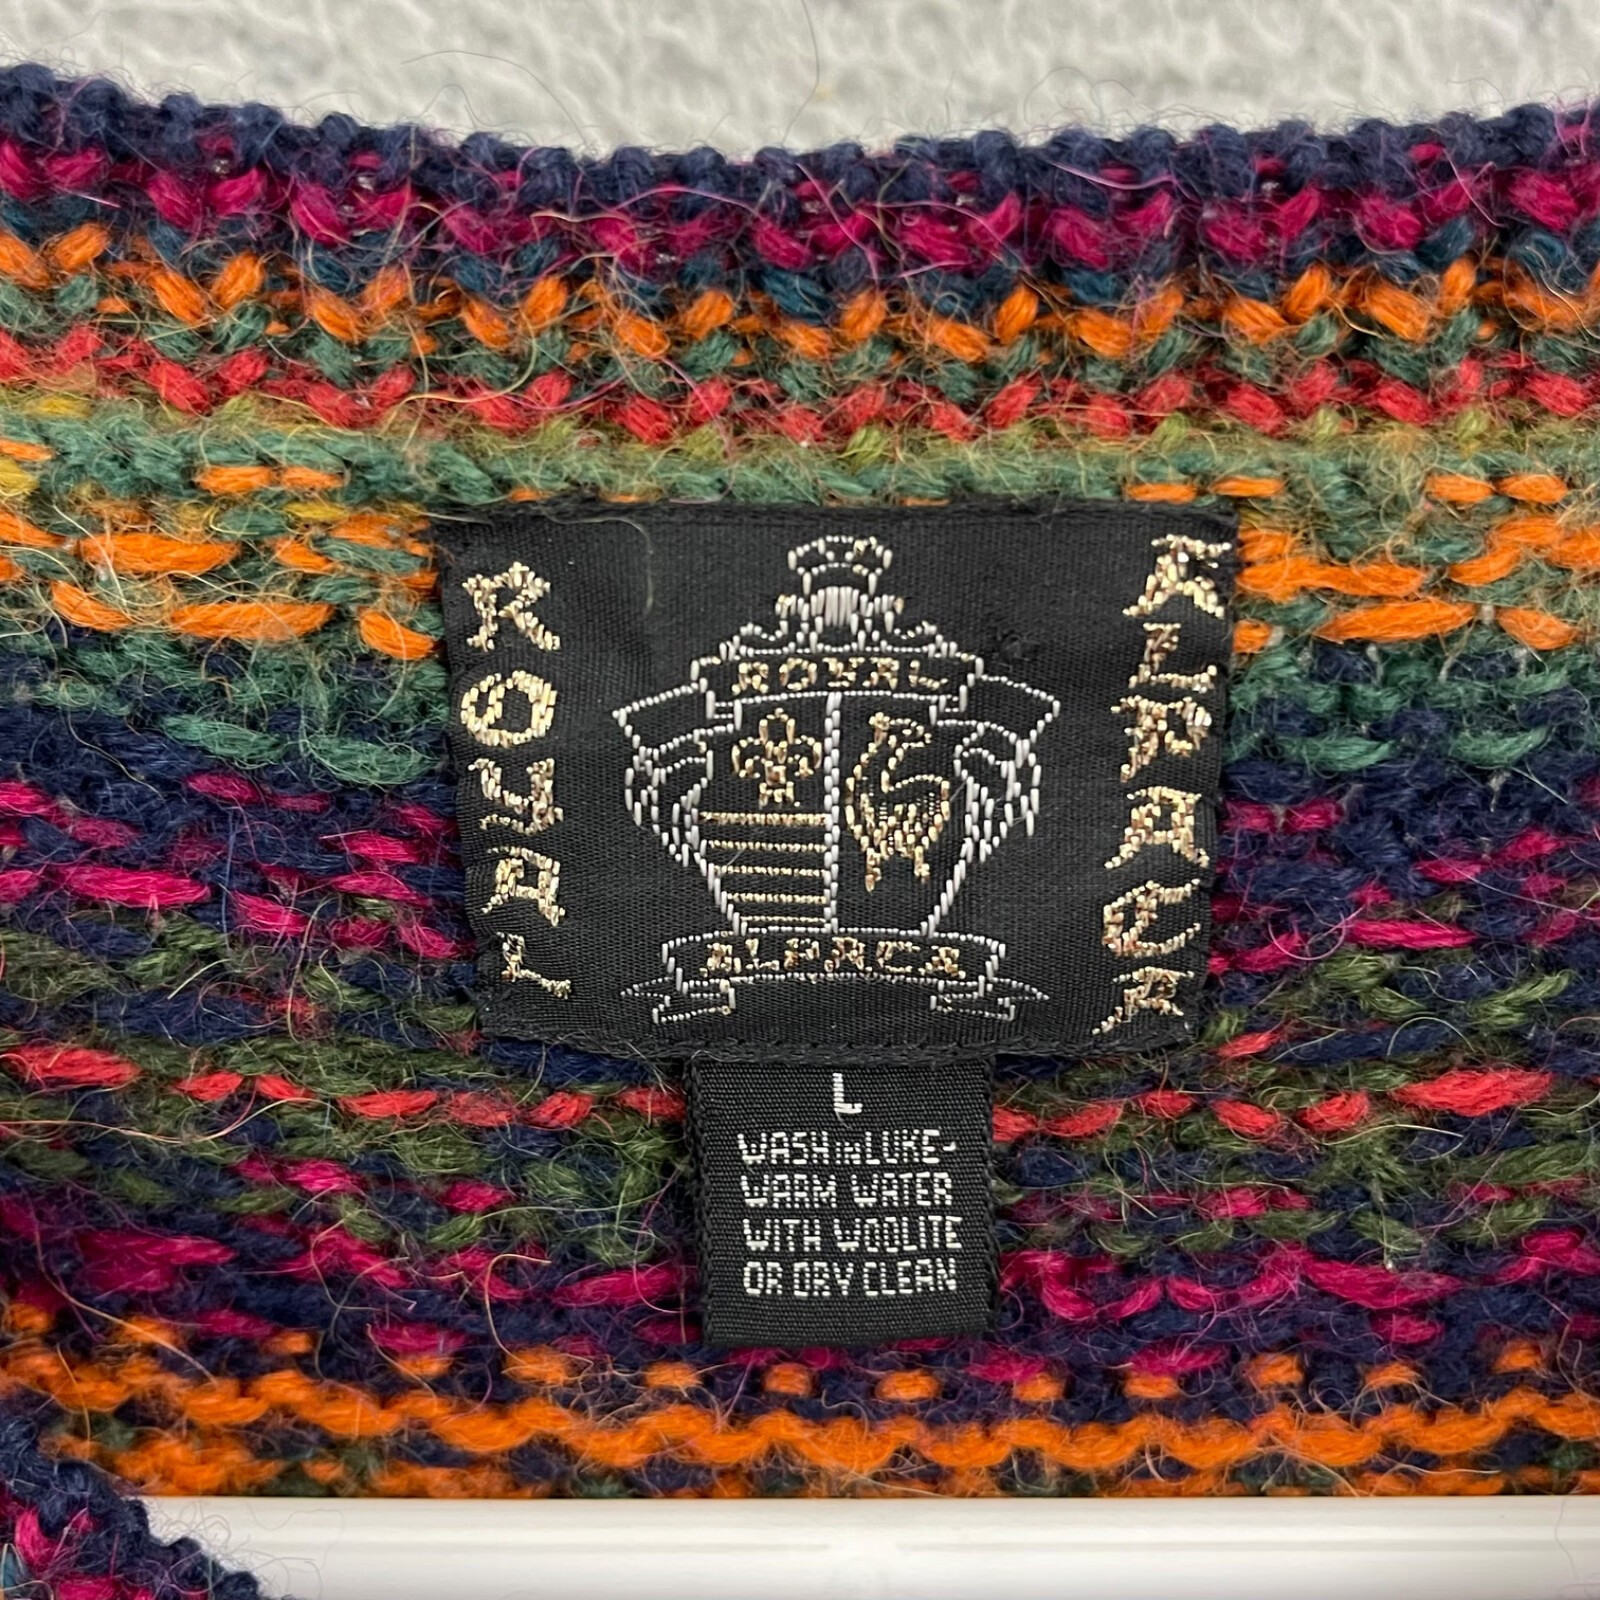 ROYAL
ROYAL
ALPACA
ALPACA
L
WASH IN LUKE-
WARM WATER
WITH WOOLITE
OR DRY CLEAN